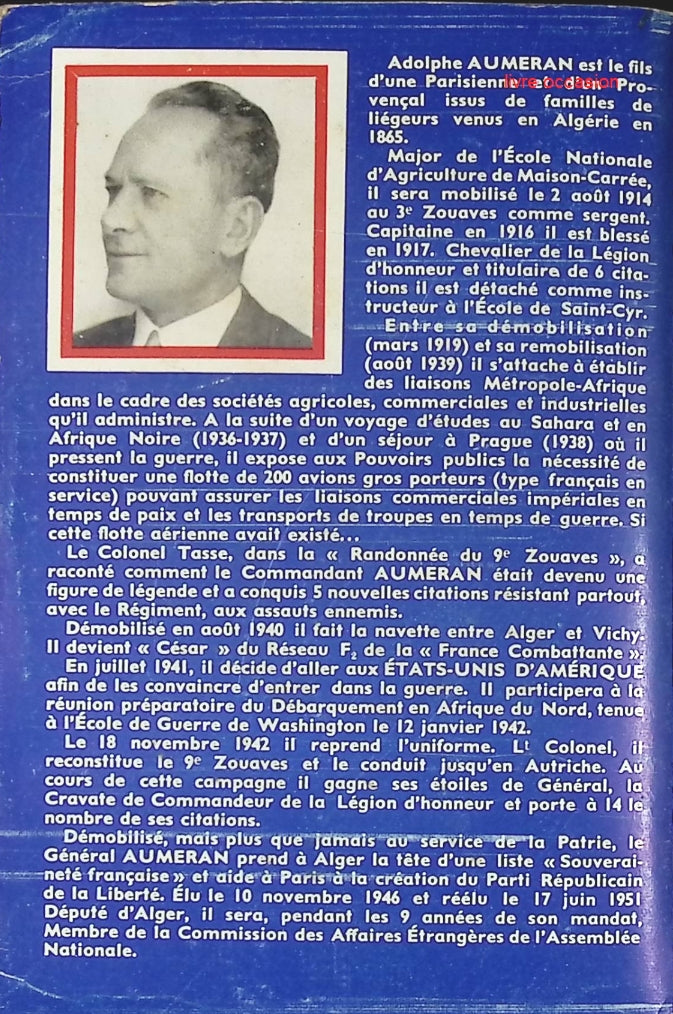 Adolphe AUMERAN est le fils
d'une Parisienne et d'un Pro-
livre occasion
vençal issus de familles de
liégeurs venus en Algérie en
1865.
Major de l'École Nationale
d'Agriculture de Maison-Carrée,
il sera mobilisé le 2 août 1914
au 3e Zouaves comme sergent.
Capitaine en 1916 il est blessé
en 1917. Chevalier de la Légion
d'honneur et titulaire de 6 cita-
tions il est détaché comme ins-
tructeur à l'École de Saint-Cyr.
Entre sa démobilisation
(mars 1919) et sa remobilisation
(août 1939) il s'attache à établir
des liaisons Métropole-Afrique
dans le cadre des sociétés agricoles, commerciales et industrielles
qu'il administre. A la suite d'un voyage d'études au Sahara et en
Afrique Noire (1936-1937) et d'un séjour à Prague (1938) où il
pressent la guerre, il expose aux Pouvoirs publics la nécessité de
constituer une flotte de 200 avions gros porteurs (type français en
service) pouvant assurer les liaisons commerciales impériales en
temps de paix et les transports de troupes en temps de guerre. Si
cette flotte aérienne avait existé...
Le Colonel Tasse, dans la « Randonnée du 9e Zouaves », a
raconté comment le Commandant AUMERAN était devenu une
figure de légende et a conquis 5 nouvelles citations résistant partout,
avec le Régiment, aux assauts ennemis.
Démobilisé en août 1940 il fait la navette entre Alger et Vichy.
Il devient « César » du Réseau F2 de la « France Combattante ».
En juillet 1941, il décide d'aller aux ÉTATS-UNIS D'AMÉRIQUE
afin de les convaincre d'entrer dans la guerre. Il participera à la
réunion préparatoire du Débarquement en Afrique du Nord, tenue
à l'École de Guerre de Washington le 12 janvier 1942.
Le 18 novembre 1942 il reprend l'uniforme. Lt Colonel, il
reconstitue le 9e Zouaves et le conduit jusqu'en Autriche. Au
cours de cette campagne il gagne ses étoiles de Général, la
Cravate de Commandeur de la Légion d'honneur et porte à 14 le
nombre de ses citations.
Démobilisé, mais plus que jamais au service de la Patrie, le
Général AUMERAN prend à Alger la tête d'une liste « Souverai-
neté française » et aide à Paris à la création du Parti Républicain
de la Liberté. Élu le 10 novembre 1946 et réélu le 17 juin 1951
Député d'Alger, il sera, pendant les 9 années de son mandat,
Membre de la Commission des Affaires Étrangères de l'Assemblée
Nationale.